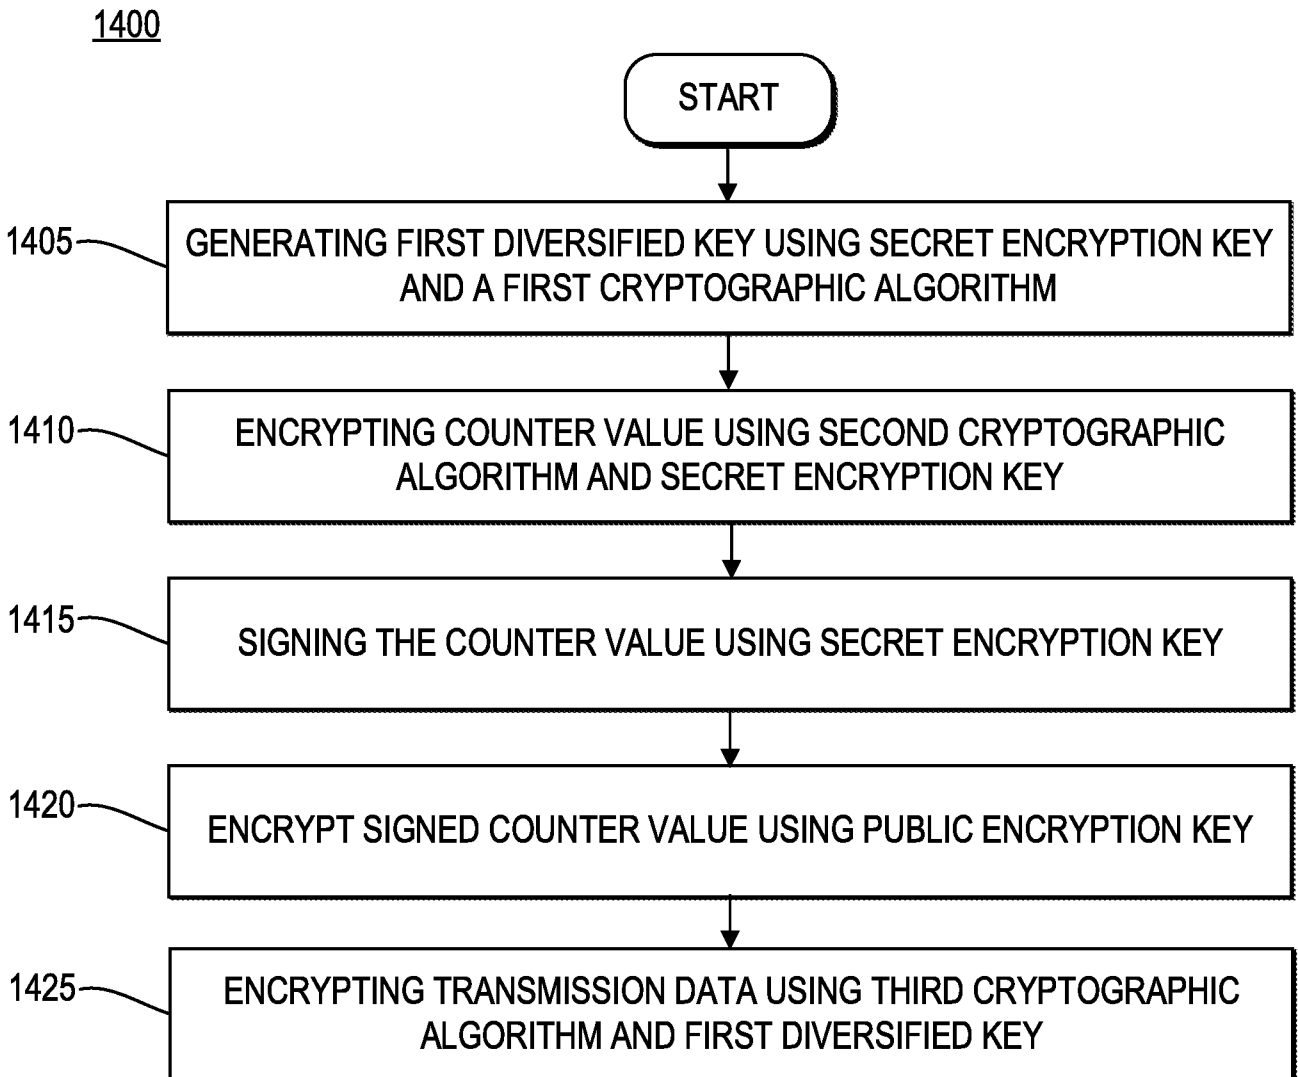 1400
START
1405
GENERATING FIRST DIVERSIFIED KEY USING SECRET ENCRYPTION KEY
AND A FIRST CRYPTOGRAPHIC ALGORITHM
1410
ENCRYPTING COUNTER VALUE USING SECOND CRYPTOGRAPHIC
ALGORITHM AND SECRET ENCRYPTION KEY
1415
SIGNING THE COUNTER VALUE USING SECRET ENCRYPTION KEY
1420
ENCRYPT SIGNED COUNTER VALUE USING PUBLIC ENCRYPTION KEY
1425
ENCRYPTING TRANSMISSION DATA USING THIRD CRYPTOGRAPHIC
ALGORITHM AND FIRST DIVERSIFIED KEY